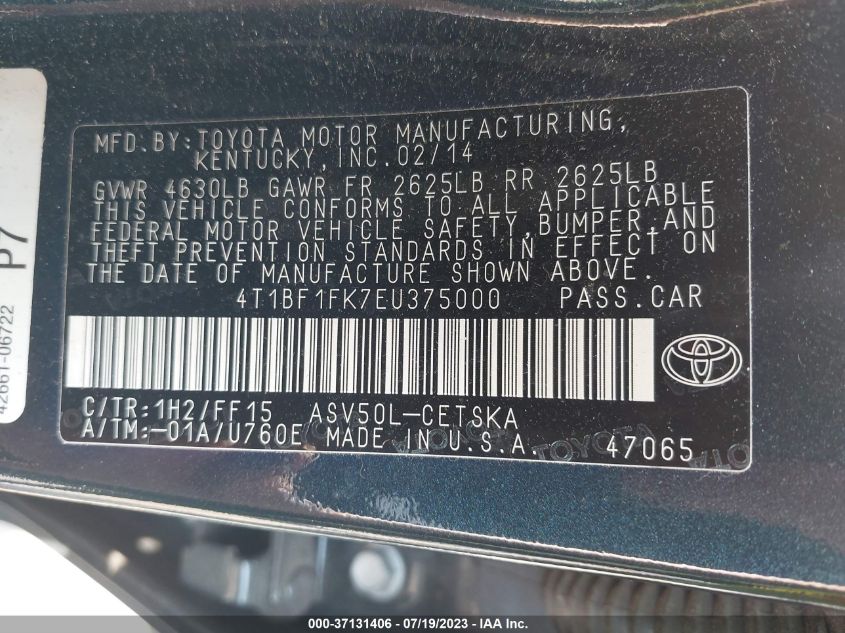 MFD. BY: TOYOTA MOTOR MANUFACTURING,
KENTUCKY, INC. 02/14
GVWR 4630LB GAWR FR 2625LB RR 2625LB
THIS VEHICLE CONFORMS TO ALL APPLICABLE
FEDERAL MOTOR VEHICLE SAFETY, BUMPER, AND
THEFT PREVENTION STANDARDS IN EFFECT ON
THE DATE OF MANUFACTURE SHOWN ABOVE.
4T1BF1FK7EU375000 PASS.CAR
C/TR:1H2/FF15 ASV50L-CETSKA
A/TM:-01A/U760E MADE IN U.S.A. 47065
P7
42661-06722
000-37131406 - 07/19/2023 - IAA Inc.